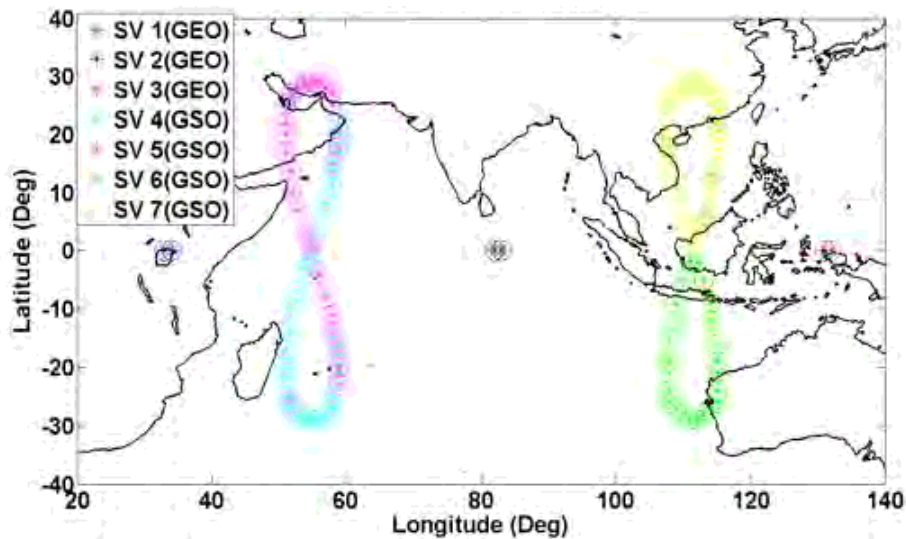 40
30
20
10
0
-10
-20
-30
-40
Latitude (Deg)
SV 1(GEO)
SV 2(GEO)
SV 3(GEO)
SV 4(GSO)
SV 5(GSO)
SV 6(GSO)
SV 7(GSO)
20 40 60 80 100 120 140
Longitude (Deg)